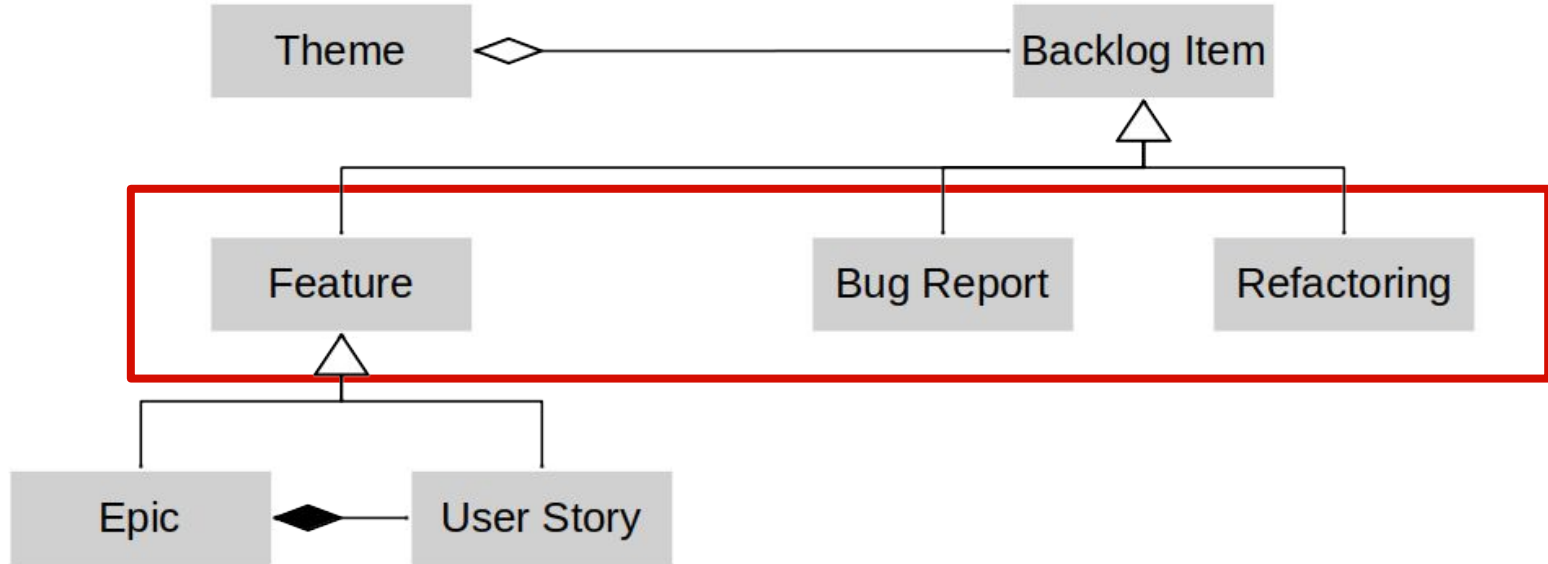 Theme
Backlog Item
Feature
Bug Report
Refactoring
Epic
User Story